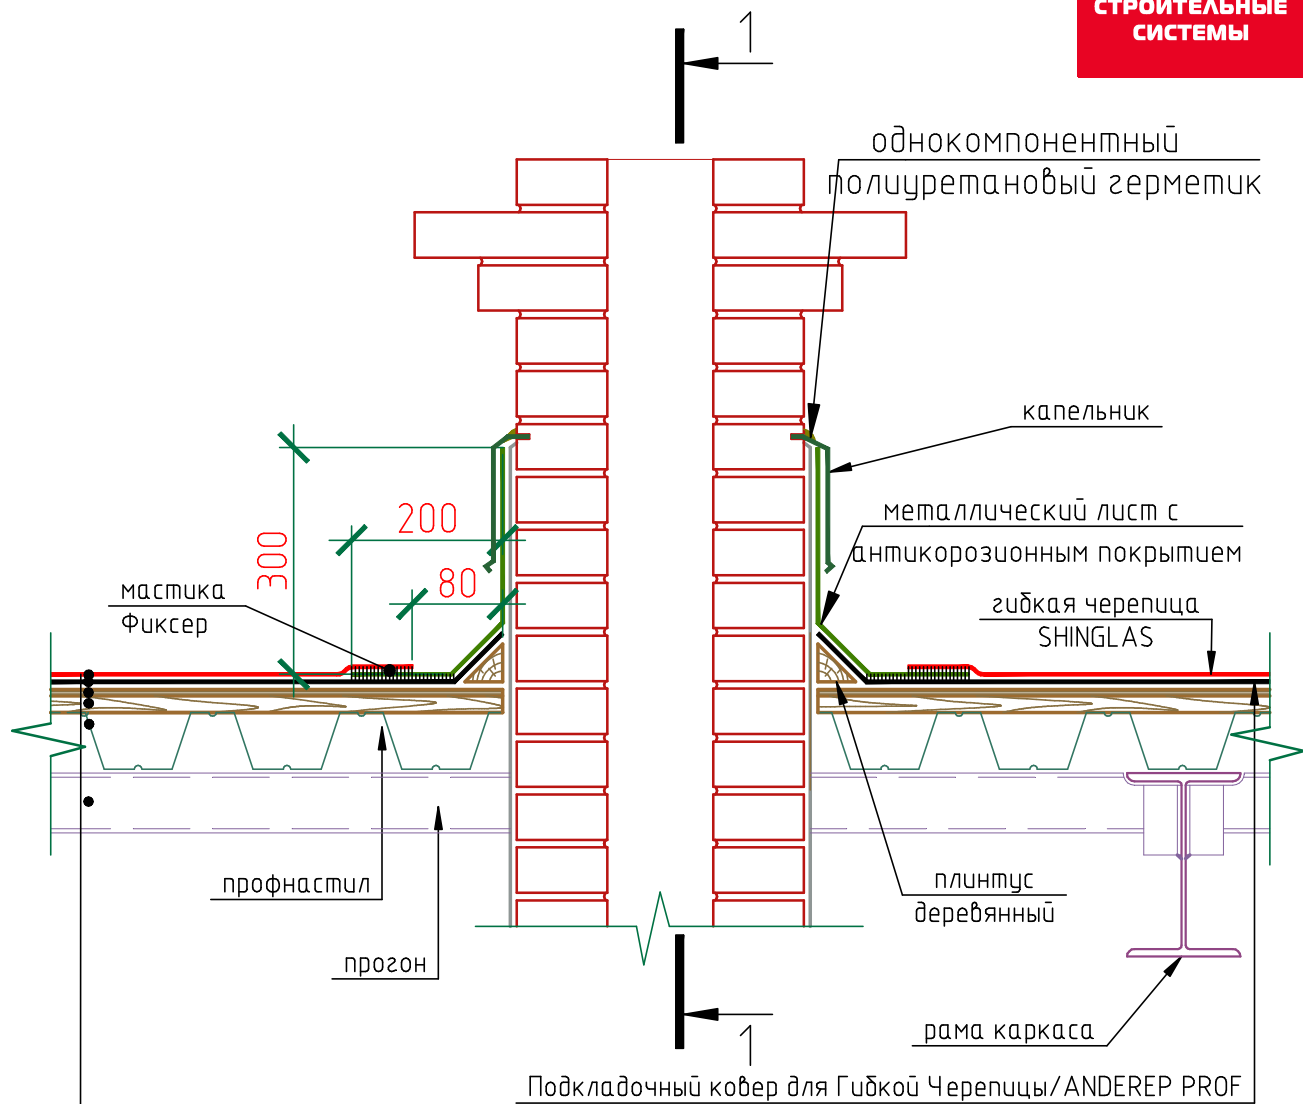 СТРОИТЕЛЬНЫЕ
СИСТЕМЫ
1
однокомпонентный
полиуретановый герметик
капельник
металлический лист с
антикорозионным покрытием
гибкая черепица
SHINGLAS
200
300
80
мастика
Фиксер
профнастил
прогон
плинтус
деревянный
рама каркаса
1
Подкладочный ковер для Гибкой Черепицы/ANDEREP PROF